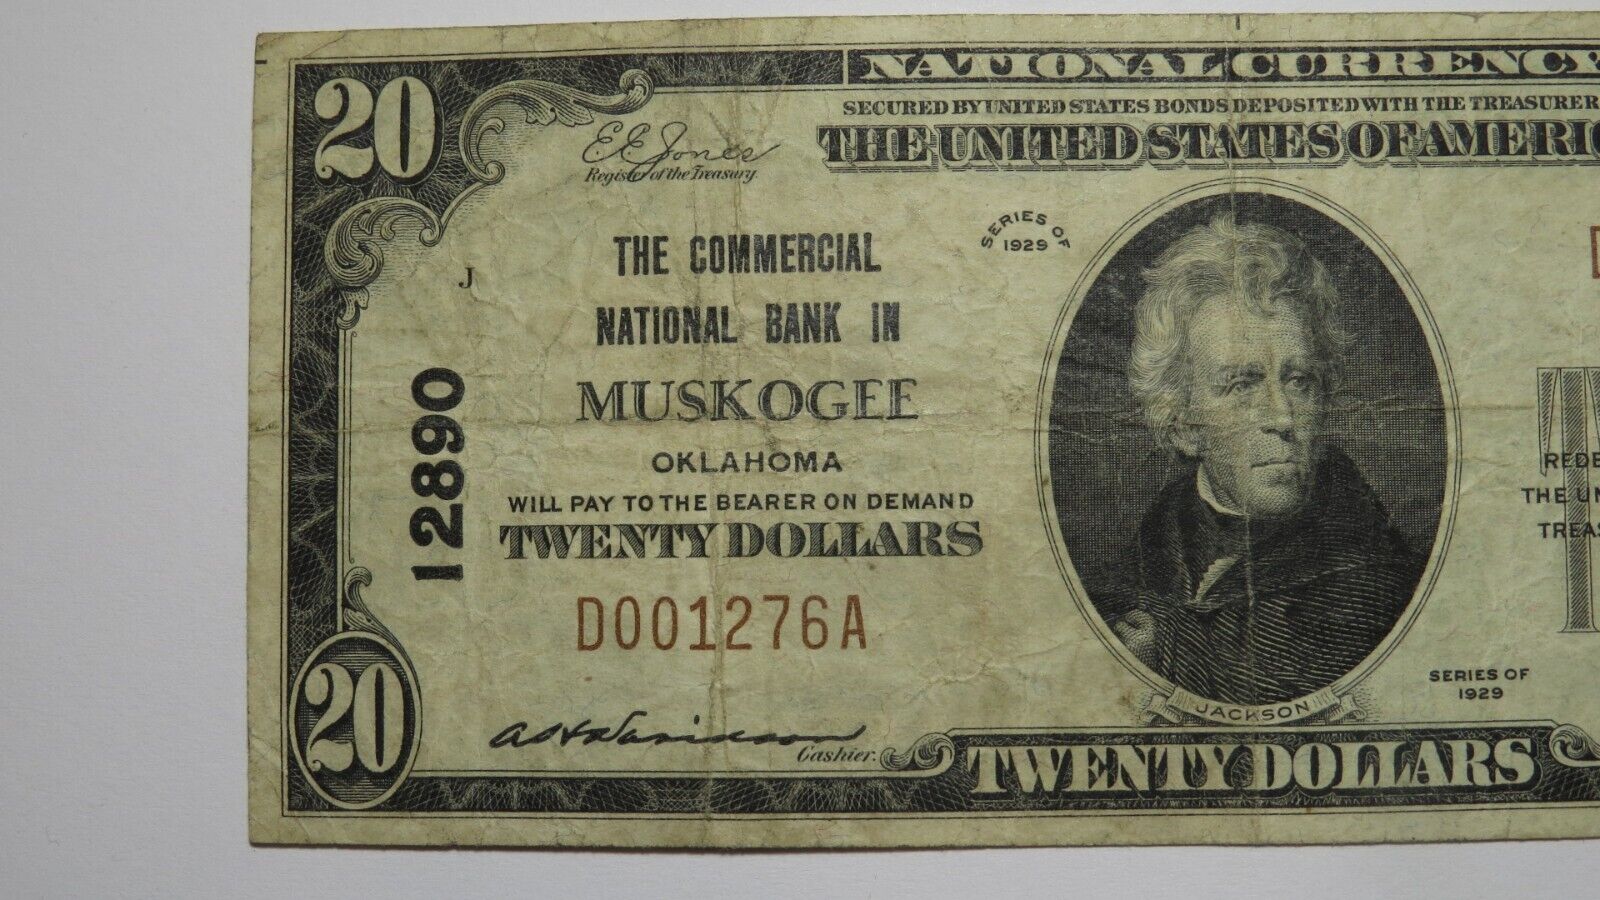 NATIONAL CURRENCY
SECURED BY UNITED STATES BONDS DEPOSITED WITH THE TREASURER
THE UNITED STATES OF AMERIC
20
E.E. Jones
Register of the Treasury.
SERIES OF
1929
THE COMMERCIAL
NATIONAL BANK IN
J
MUSKOGEE
OKLAHOMA
12890
WILL PAY TO THE BEARER ON DEMAND
TWENTY DOLLARS
D001276A
REDE
THE UN
TREAS
SERIES OF
1929
JACKSON
20
Cashier.
TWENTY DOLLARS